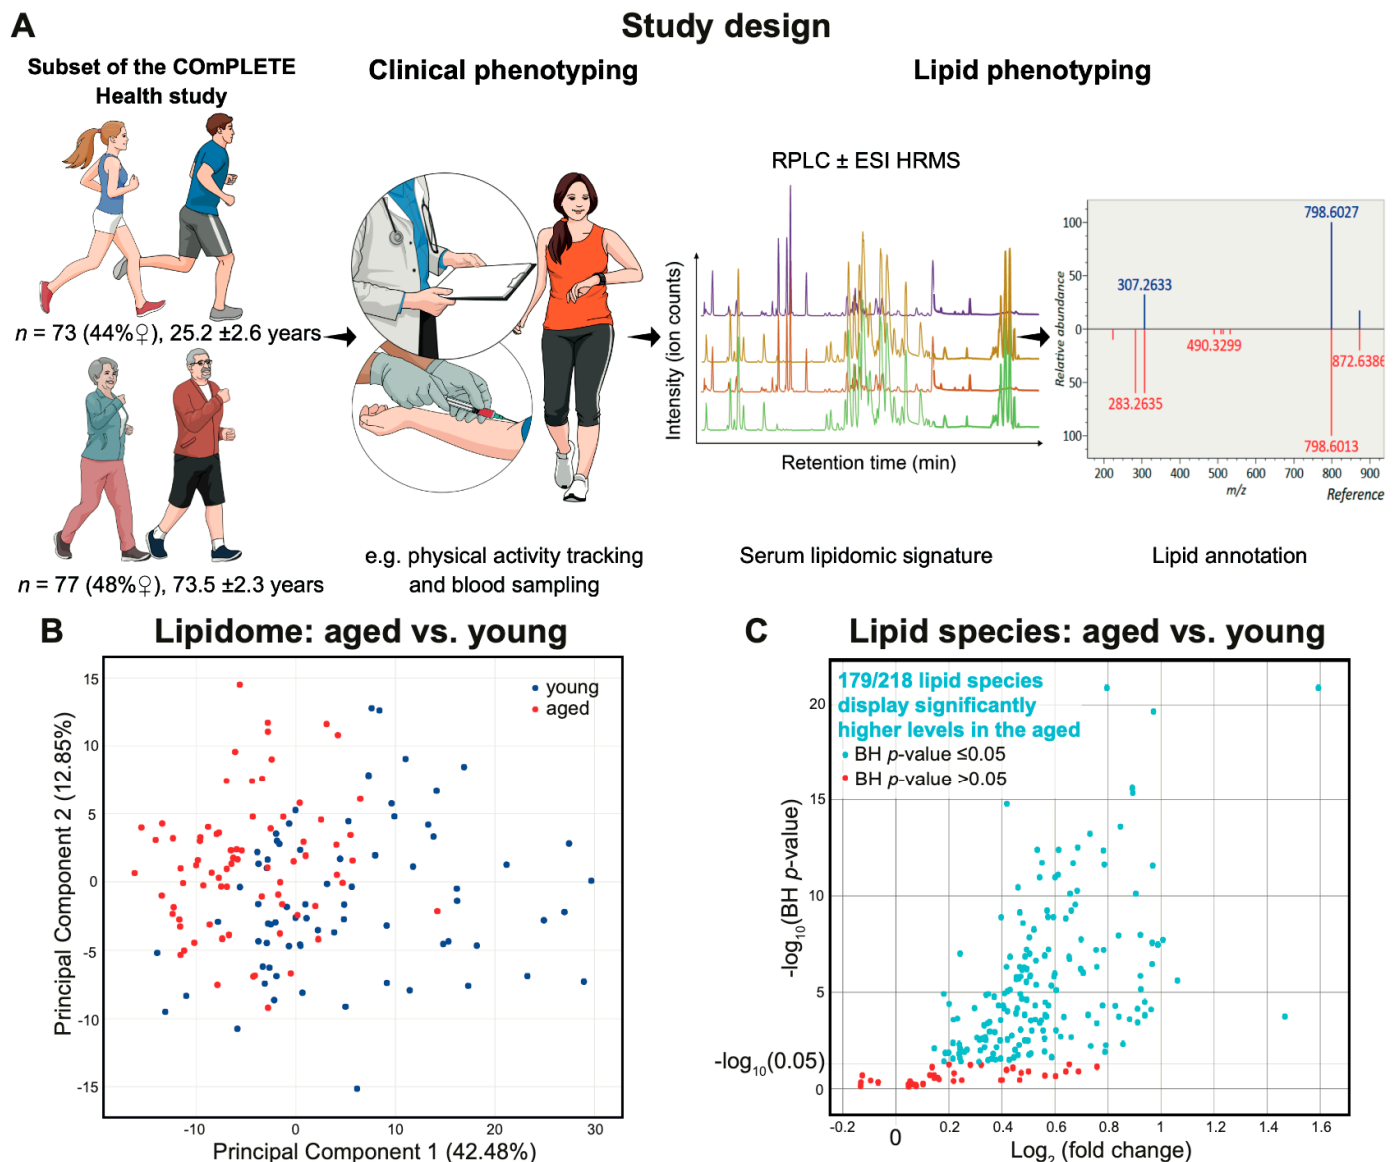 A
Study design
Subset of the COmPLETE
Health study
Clinical phenotyping
Lipid phenotyping
n = 73 (44%♀), 25.2 ±2.6 years
n = 77 (48%♀), 73.5 ±2.3 years
e.g. physical activity tracking
and blood sampling
RPLC ± ESI HRMS
Intensity (ion counts)
Retention time (min)
Serum lipidomic signature
Relative abundance
100
50
0
50
100
798.6027
307.2633
490.3299
872.6386
283.2635
798.6013
200 300 400 500 600 700 800 900
m/z
Reference
Lipid annotation
B
Lipidome: aged vs. young
young
aged
Principal Component 2 (12.85%)
15
10
5
0
-5
-10
-15
-10 0 10 20 30
Principal Component 1 (42.48%)
C
Lipid species: aged vs. young
179/218 lipid species
display significantly
higher levels in the aged
BH p-value ≤0.05
BH p-value >0.05
-log10(BH p-value)
20
15
10
5
-log10(0.05)
0
-0.2 0 0.2 0.4 0.6 0.8 1 1.2 1.4 1.6
Log2 (fold change)